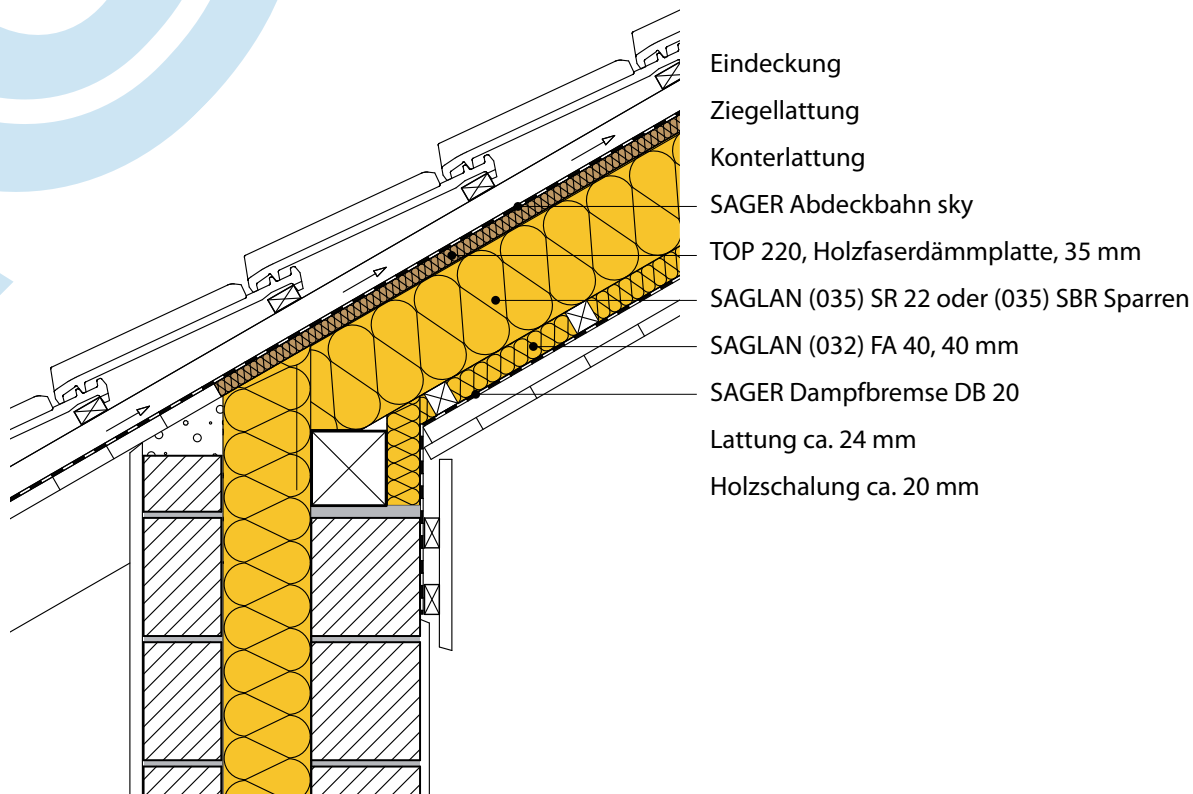 Eindeckung
Ziegellattung
Konterlattung
SAGER Abdeckbahn sky
TOP 220, Holzfaserdämmplatte, 35 mm
SAGLAN (035) SR 22 oder (035) SBR Sparren
SAGLAN (032) FA 40, 40 mm
SAGER Dampfbremse DB 20
Lattung ca. 24 mm
Holzschalung ca. 20 mm